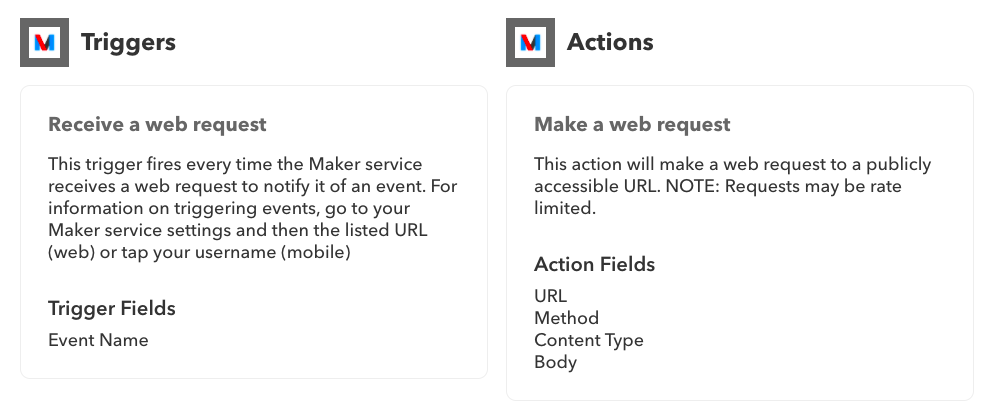 Triggers
Receive a web request
This trigger fires every time the Maker service
receives a web request to notify it of an event. For
information on triggering events, go to your
Maker service settings and then the listed URL
(web) or tap your username (mobile)
Trigger Fields
Event Name
Actions
Make a web request
This action will make a web request to a publicly
accessible URL. NOTE: Requests may be rate
limited.
Action Fields
URL
Method
Content Type
Body